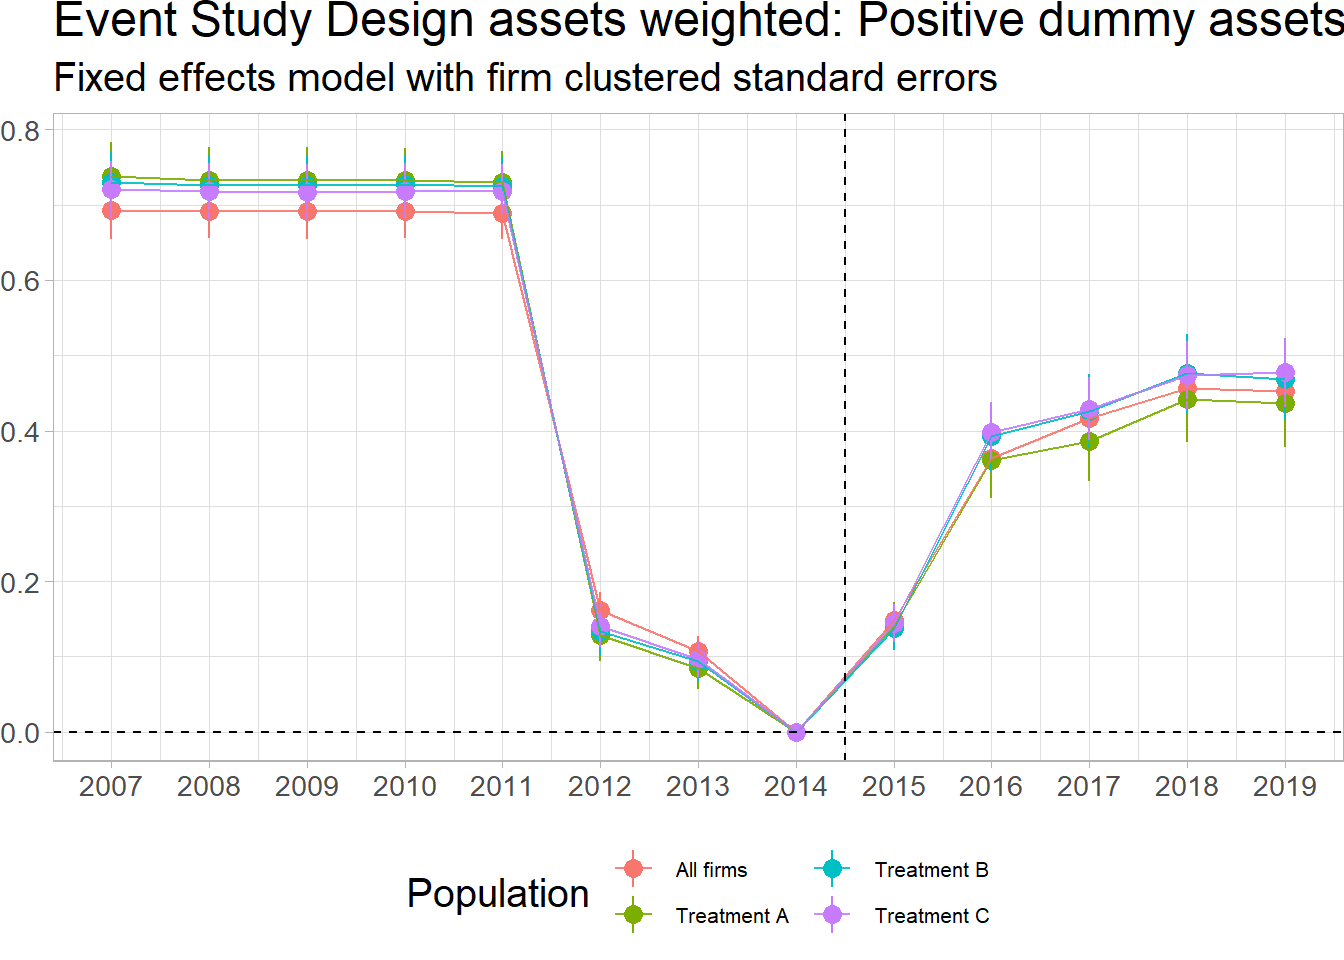 Event Study Design assets weighted: Positive dummy assets
Fixed effects model with firm clustered standard errors
0.8
0.6
0.4
0.2
0.0
2007 2008 2009 2010 2011 2012 2013 2014 2015 2016 2017 2018 2019
Population
All firms
Treatment A
Treatment B
Treatment C